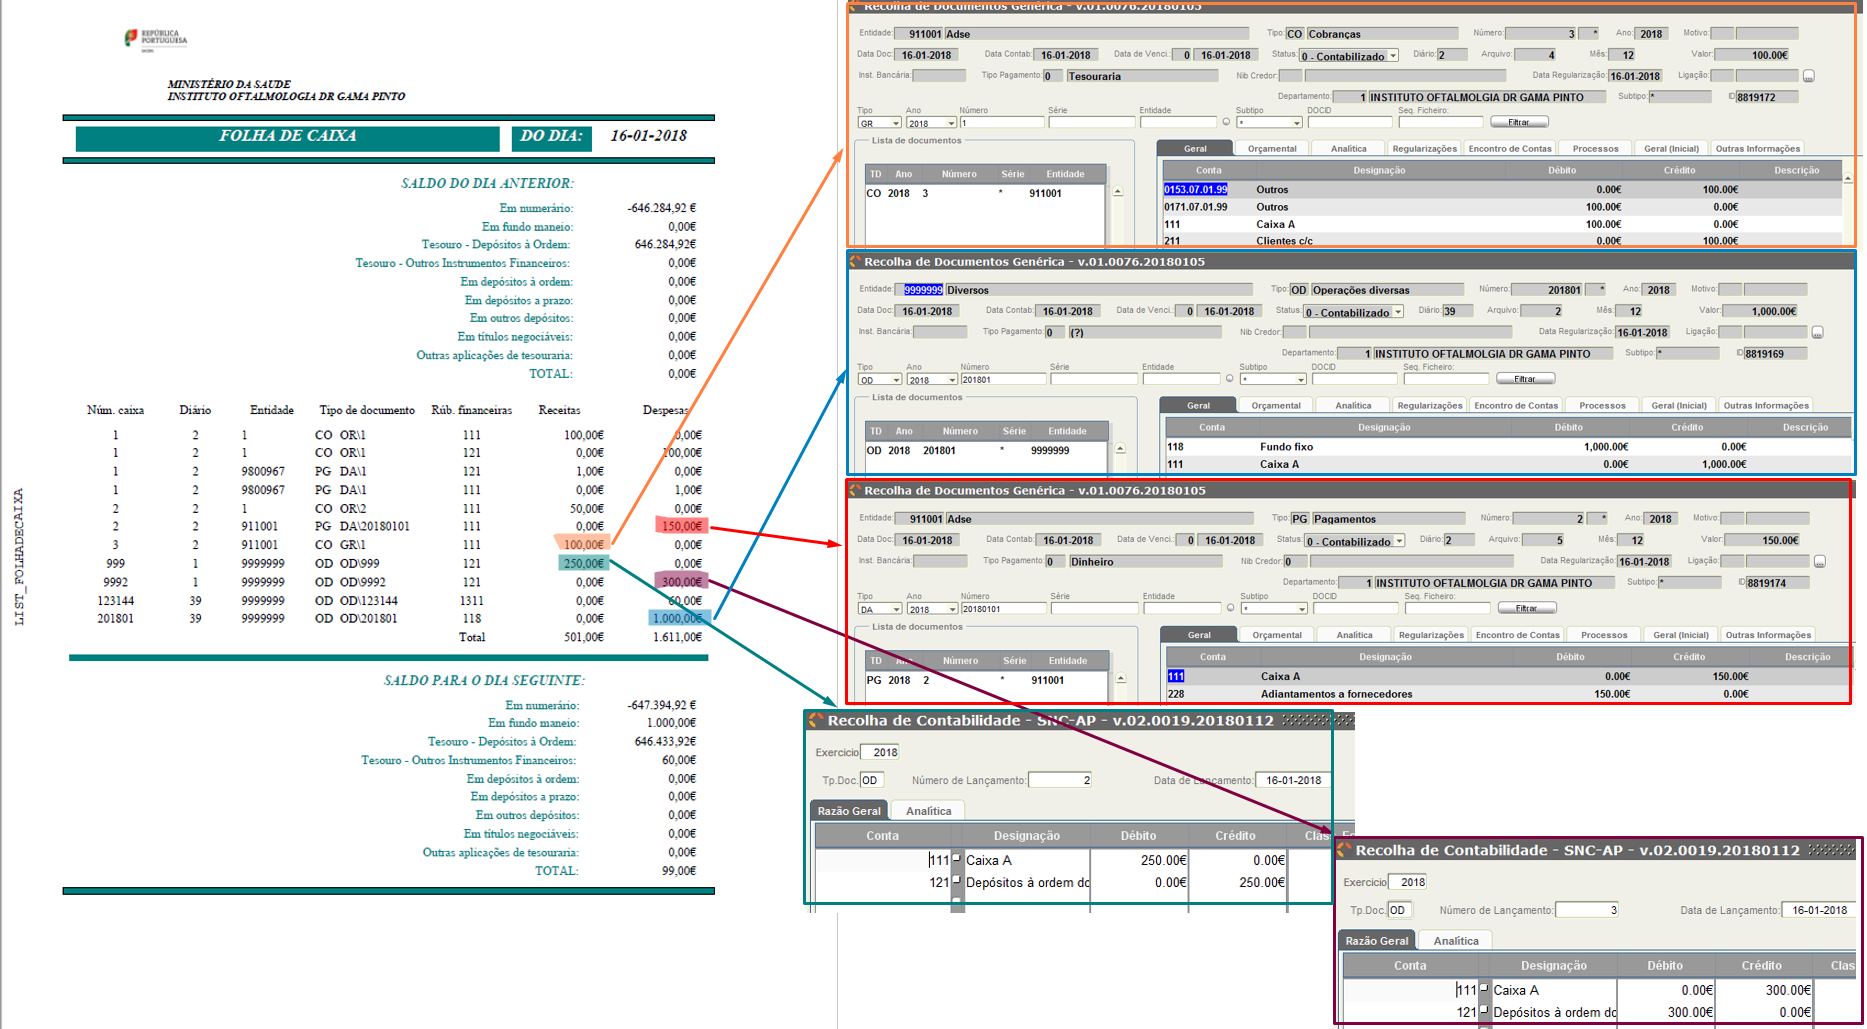 REPÚBLICA
PORTUGUESA
MINISTÉRIO DA SAUDE
INSTITUTO OFTALMOLOGIA DR GAMA PINTO
FOLHA DE CAIXA DO DIA: 16-01-2018
SALDO DO DIA ANTERIOR:
Em numerário: -646.284,92 €
Em fundo maneio: 0,00€
Tesouro - Depósitos à Ordem: 646.284,92€
Tesouro - Outros Instrumentos Financeiros: 0,00€
Em depósitos à ordem: 0,00€
Em depósitos a prazo: 0,00€
Em outros depósitos: 0,00€
Em títulos negociáveis: 0,00€
Outras aplicações de tesouraria: 0,00€
TOTAL: 0,00€
Núm. caixa Diário Entidade Tipo de documento Rúb. financeiras Receitas Despesas
1 2 1 CO OR\1 111 100,00€ 0,00€
1 2 1 CO OR\1 121 0,00€ 100,00€
1 2 9800967 PG DA\1 121 1,00€ 0,00€
1 2 9800967 PG DA\1 111 0,00€ 1,00€
2 2 1 CO OR\2 111 50,00€ 0,00€
2 2 911001 PG DA\20180101 111 0,00€ 150,00€
3 2 911001 CO GR\1 111 100,00€ 0,00€
999 1 9999999 OD OD\999 121 250,00€ 0,00€
9992 1 9999999 OD OD\9992 121 0,00€ 300,00€
123144 39 9999999 OD OD\123144 1311 0,00€ 60,00€
201801 39 9999999 OD OD\201801 118 0,00€ 1.000,00€
Total 501,00€ 1.611,00€
LIST_FOLHADECAIXA
SALDO PARA O DIA SEGUINTE:
Em numerário: -647.394,92 €
Em fundo maneio: 1.000,00€
Tesouro - Depósitos à Ordem: 646.433,92€
Tesouro - Outros Instrumentos Financeiros: 60,00€
Em depósitos à ordem: 0,00€
Em depósitos a prazo: 0,00€
Em outros depósitos: 0,00€
Em títulos negociáveis: 0,00€
Outras aplicações de tesouraria: 0,00€
TOTAL: 99,00€
Recolha de Documentos Genérica - v.01.0076.20180105
Entidade: 911001 Adse Tipo: CO Cobranças Número: 3 * Ano: 2018 Motivo:
Data Doc: 16-01-2018 Data Contab: 16-01-2018 Data de Venci.: 0 16-01-2018 Status: 0 - Contabilizado Diário: 2 Arquivo: 4 Mês: 12 Valor: 100.00€
Inst. Bancária: Tipo Pagamento: 0 Tesouraria Nib Credor: Data Regularização: 16-01-2018 Ligação: ...
Departamento: 1 INSTITUTO OFTALMOLGIA DR GAMA PINTO Subtipo: * ID 8819172
Tipo Ano Número Série Entidade Subtipo DOCID Seq. Ficheiro:
GR 2018 1 * Filtrar
Lista de documentos
Geral Orçamental Analítica Regularizações Encontro de Contas Processos Geral (Inicial) Outras Informações
TD Ano Número Série Entidade
CO 2018 3 * 911001
Conta Designação Débito Crédito Descrição
0153.07.01.99 Outros 0.00€ 100.00€
0171.07.01.99 Outros 100.00€ 0.00€
111 Caixa A 100.00€ 0.00€
211 Clientes c/c 0.00€ 100.00€
Recolha de Documentos Genérica - v.01.0076.20180105
Entidade: 9999999 Diversos Tipo: OD Operações diversas Número: 201801 * Ano: 2018 Motivo:
Data Doc: 16-01-2018 Data Contab: 16-01-2018 Data de Venci.: 0 16-01-2018 Status: 0 - Contabilizado Diário: 39 Arquivo: 2 Mês: 12 Valor: 1,000.00€
Inst. Bancária: Tipo Pagamento: 0 (?) Nib Credor: Data Regularização: 16-01-2018 Ligação: ...
Departamento: 1 INSTITUTO OFTALMOLGIA DR GAMA PINTO Subtipo: * ID 8819169
Tipo Ano Número Série Entidade Subtipo DOCID Seq. Ficheiro:
OD 2018 201801 * Filtrar
Lista de documentos
Geral Orçamental Analítica Regularizações Encontro de Contas Processos Geral (Inicial) Outras Informações
TD Ano Número Série Entidade
OD 2018 201801 * 9999999
Conta Designação Débito Crédito Descrição
118 Fundo fixo 1,000.00€ 0.00€
111 Caixa A 0.00€ 1,000.00€
Recolha de Documentos Genérica - v.01.0076.20180105
Entidade: 911001 Adse Tipo: PG Pagamentos Número: 2 * Ano: 2018 Motivo:
Data Doc: 16-01-2018 Data Contab: 16-01-2018 Data de Venci.: 0 16-01-2018 Status: 0 - Contabilizado Diário: 2 Arquivo: 5 Mês: 12 Valor: 150.00€
Inst. Bancária: Tipo Pagamento: 0 Dinheiro Nib Credor: 0 Data Regularização: 16-01-2018 Ligação: ...
Departamento: 1 INSTITUTO OFTALMOLGIA DR GAMA PINTO Subtipo: * ID 8819174
Tipo Ano Número Série Entidade Subtipo DOCID Seq. Ficheiro:
DA 2018 20180101 * Filtrar
Lista de documentos
Geral Orçamental Analítica Regularizações Encontro de Contas Processos Geral (Inicial) Outras Informações
TD Ano Número Série Entidade
PG 2018 2 * 911001
Conta Designação Débito Crédito Descrição
111 Caixa A 0.00€ 150.00€
228 Adiantamentos a fornecedores 150.00€ 0.00€
Recolha de Contabilidade - SNC-AP - v.02.0019.20180112
Exercício 2018
Tp.Doc. OD Número de Lançamento: 2 Data de Lançamento: 16-01-2018
Razão Geral Analítica
Conta Designação Débito Crédito Clas
111 Caixa A 250.00€ 0.00€
121 Depósitos à ordem dc 0.00€ 250.00€
Recolha de Contabilidade - SNC-AP - v.02.0019.20180112
Exercicio 2018
Tp.Doc. OD Número de Lançamento: 3 Data de Lançamento: 16-01-2018
Razão Geral Analítica
Conta Designação Débito Crédito Clas
111 Caixa A 0.00€ 300.00€
121 Depósitos à ordem dc 300.00€ 0.00€